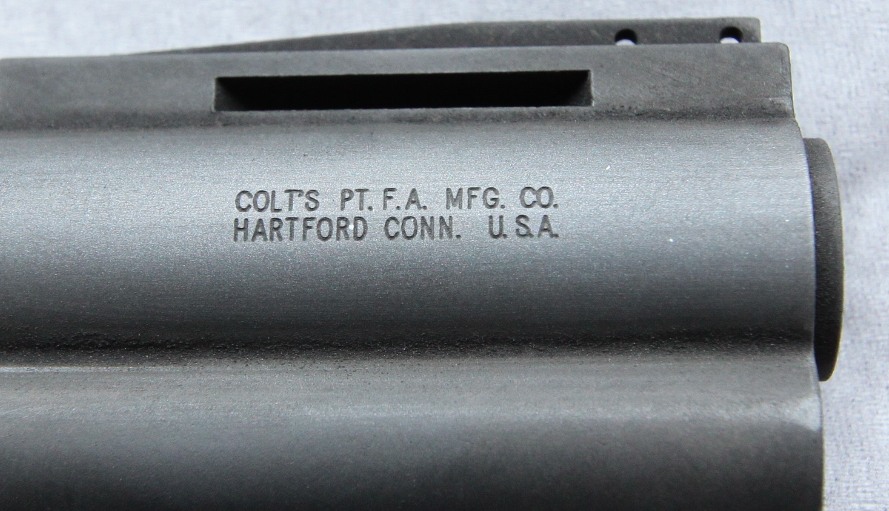 COLT'S PT. F.A. MFG. CO.
HARTFORD CONN. U.S.A.